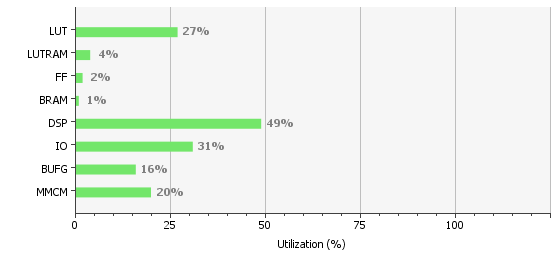 LUT 27%
LUTRAM 4%
FF 2%
BRAM 1%
DSP 49%
IO 31%
BUFG 16%
MMCM 20%
0 25 50 75 100
Utilization (%)